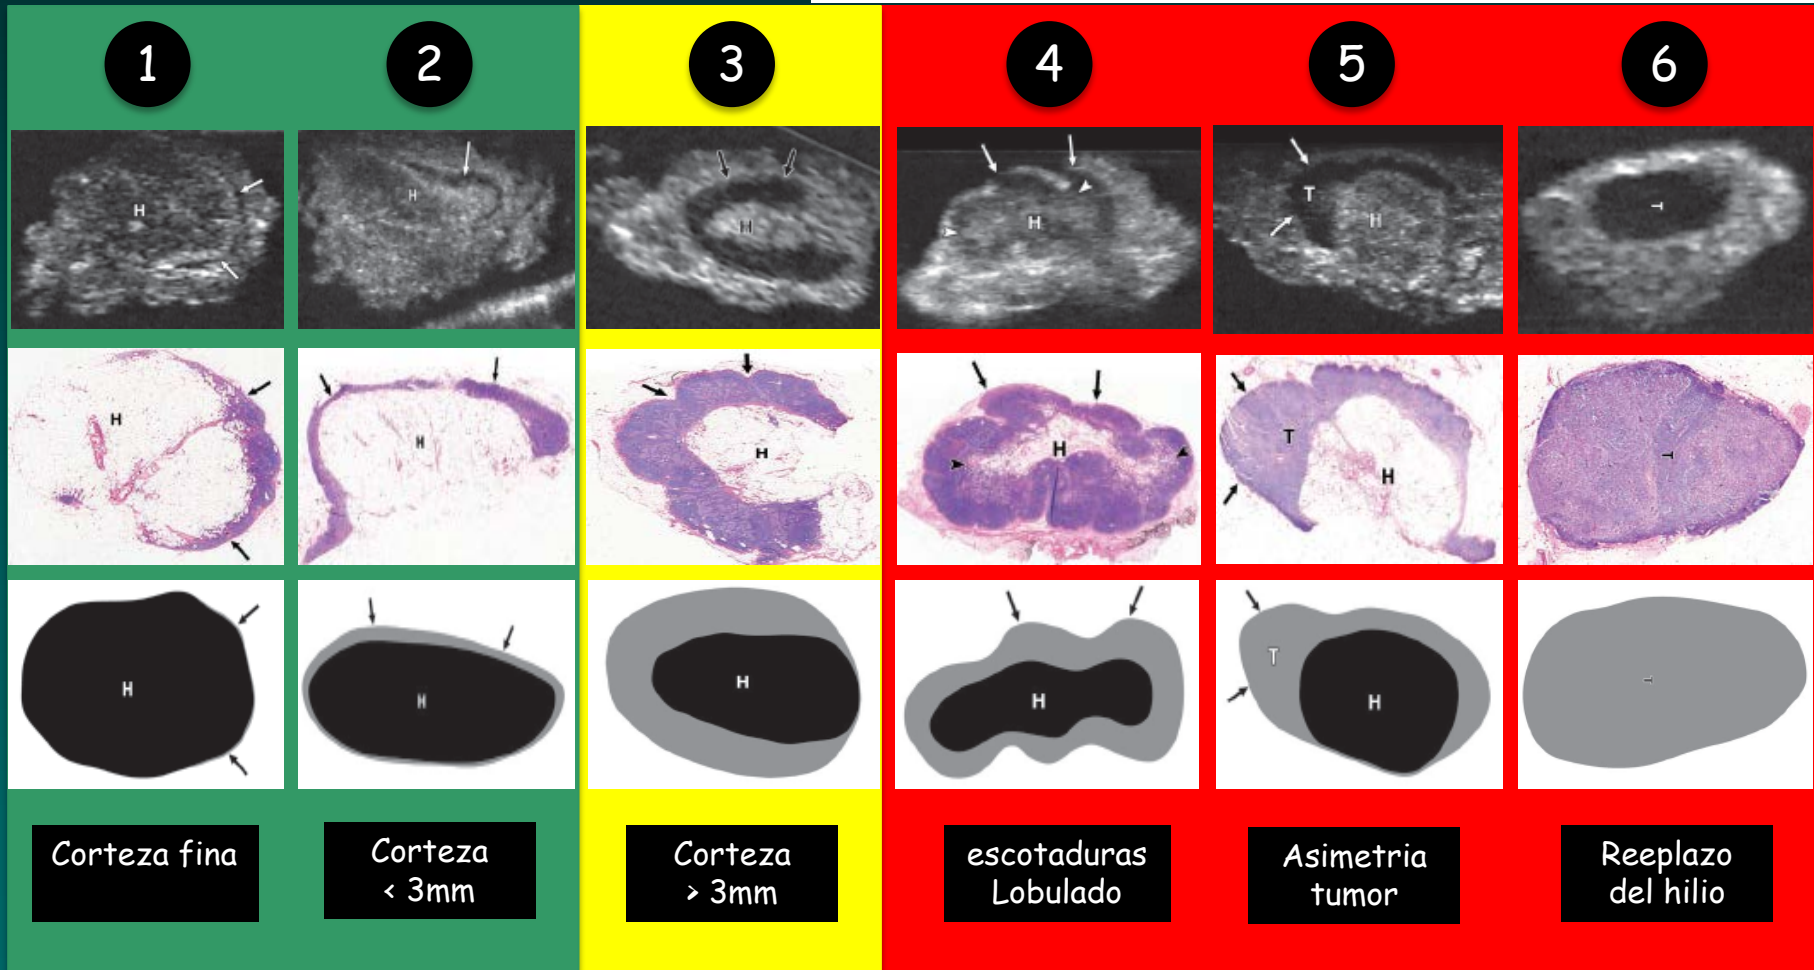 1
2
3
4
5
6
H
H
H
H
T
H
T
H
H
H
H
T
H
T
H
H
H
H
T
H
T
Corteza fina
Corteza
< 3mm
Corteza
> 3mm
escotaduras
Lobulado
Asimetria
tumor
Reeplazo
del hilio